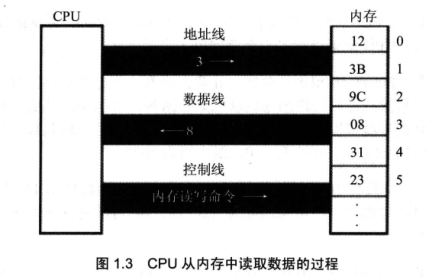 CPU
内存
地址线
3 →
数据线
← 8
控制线
内存读写命令 →
12 0
3B 1
9C 2
08 3
31 4
23 5
图 1.3 CPU 从内存中读取数据的过程